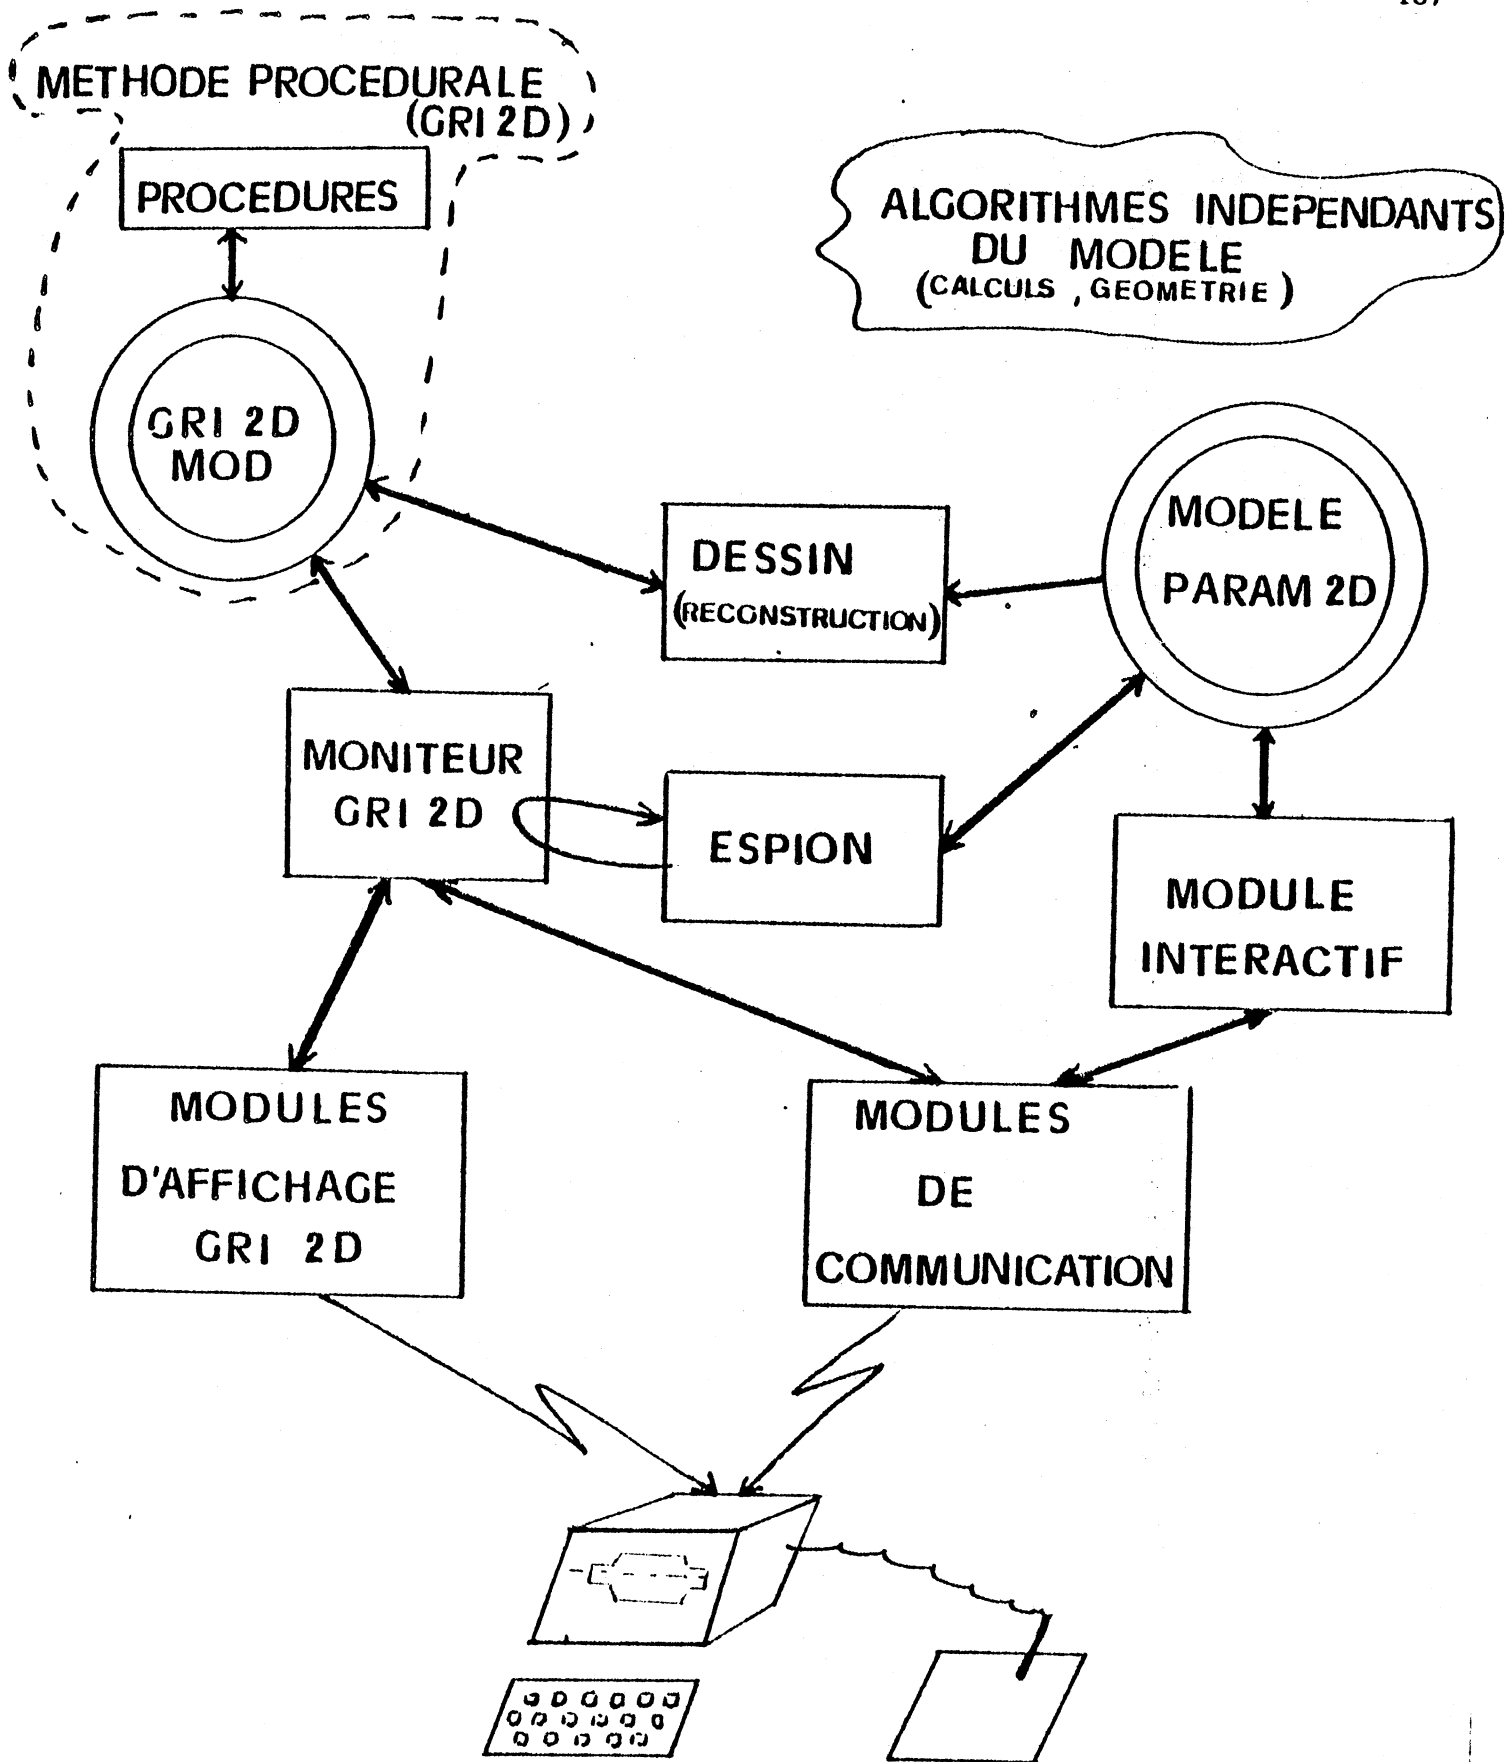 METHODE PROCEDURALE
(GRI 2D)
PROCEDURES
ALGORITHMES INDEPENDANTS
DU MODELE
(CALCULS , GEOMETRIE)
GRI 2D
MOD
MODELE
PARAM 2D
DESSIN
(RECONSTRUCTION)
MONITEUR
GRI 2D
ESPION
MODULE
INTERACTIF
MODULES
D'AFFICHAGE
GRI 2D
MODULES
DE
COMMUNICATION